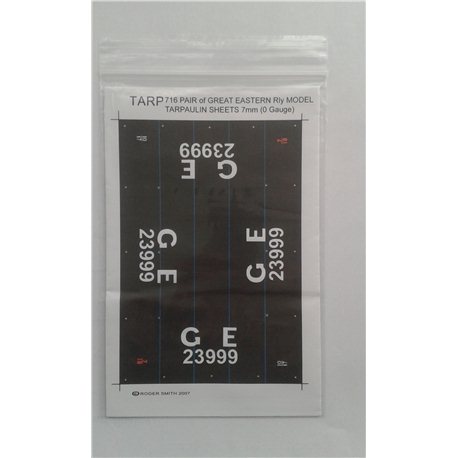 TARP 716 PAIR of GREAT EASTERN Rly MODEL
TARPAULIN SHEETS 7mm (0 Gauge)
G E
23999
G E
23999
G E
23999
G E
23999
© ROGER SMITH 2007